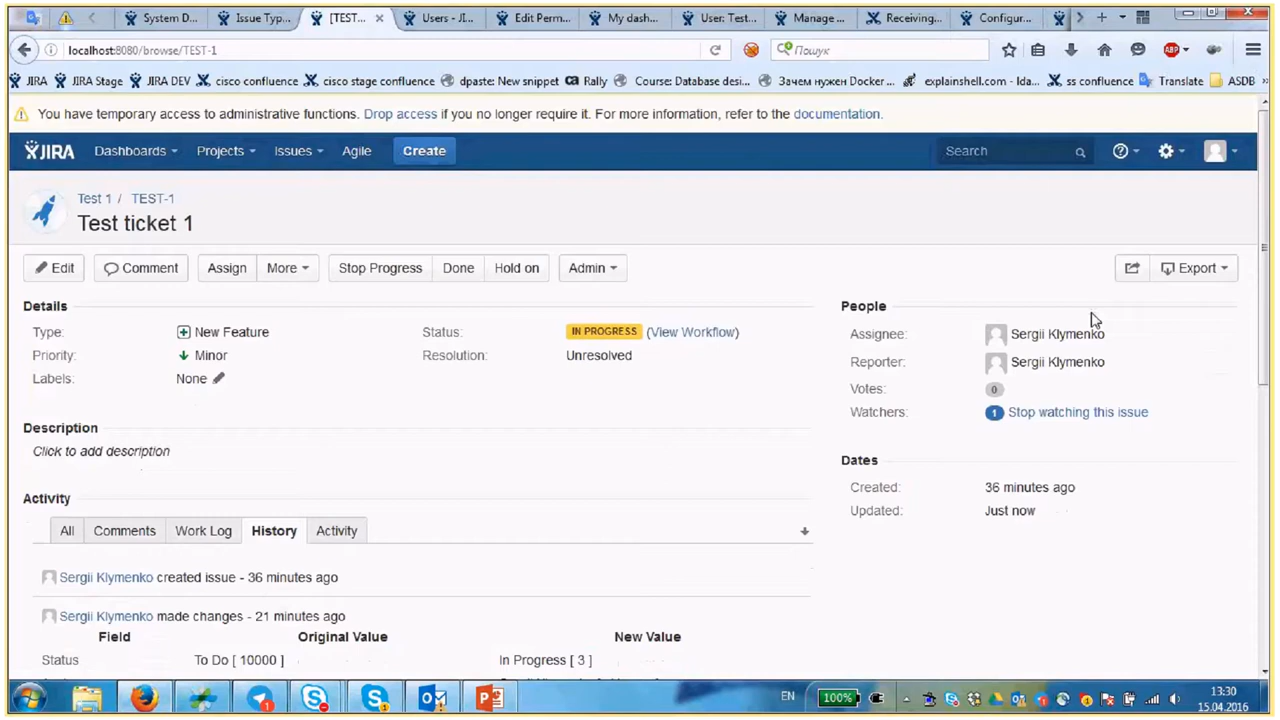 System D... Issue Typ... [TEST... Users - JI... Edit Perm... My dash... User: Test... Manage ... Receiving... Configur...
localhost:8080/browse/TEST-1 Пошук ABP
JIRA JIRA Stage JIRA DEV cisco confluence cisco stage confluence dpaste: New snippet ca Rally Course: Database desi... Зачем нужен Docker ... explainshell.com - Ida... ss confluence Translate ASDB
You have temporary access to administrative functions. Drop access if you no longer require it. For more information, refer to the documentation.
JIRA Dashboards Projects Issues Agile Create Search
Test 1 / TEST-1
Test ticket 1
Edit Comment Assign More Stop Progress Done Hold on Admin Export
Details People
Type: New Feature Status: IN PROGRESS (View Workflow) Assignee: Sergii Klymenko
Priority: Minor Resolution: Unresolved Reporter: Sergii Klymenko
Labels: None Votes: 0
Watchers: 1 Stop watching this issue
Description
Click to add description
Dates
Created: 36 minutes ago
Updated: Just now
Activity
All Comments Work Log History Activity
Sergii Klymenko created issue - 36 minutes ago
Sergii Klymenko made changes - 21 minutes ago
Field Original Value New Value
Status To Do [ 10000 ] In Progress [ 3 ]
EN 100% 13:30
15.04.2016